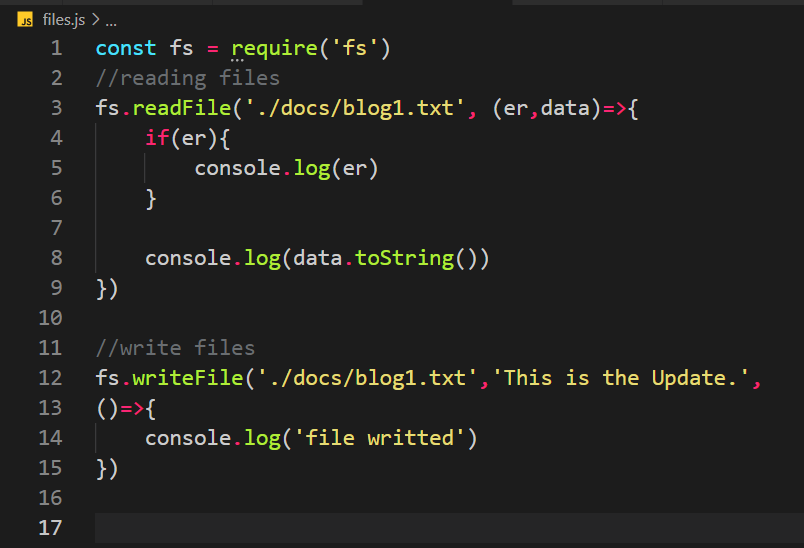 JS files.js > ...
1 const fs = require('fs')
2 //reading files
3 fs.readFile('./docs/blog1.txt', (er,data)=>{
4     if(er){
5         console.log(er)
6     }
7
8     console.log(data.toString())
9 })
10
11 //write files
12 fs.writeFile('./docs/blog1.txt','This is the Update.',
13 ()=>{
14     console.log('file writted')
15 })
16
17